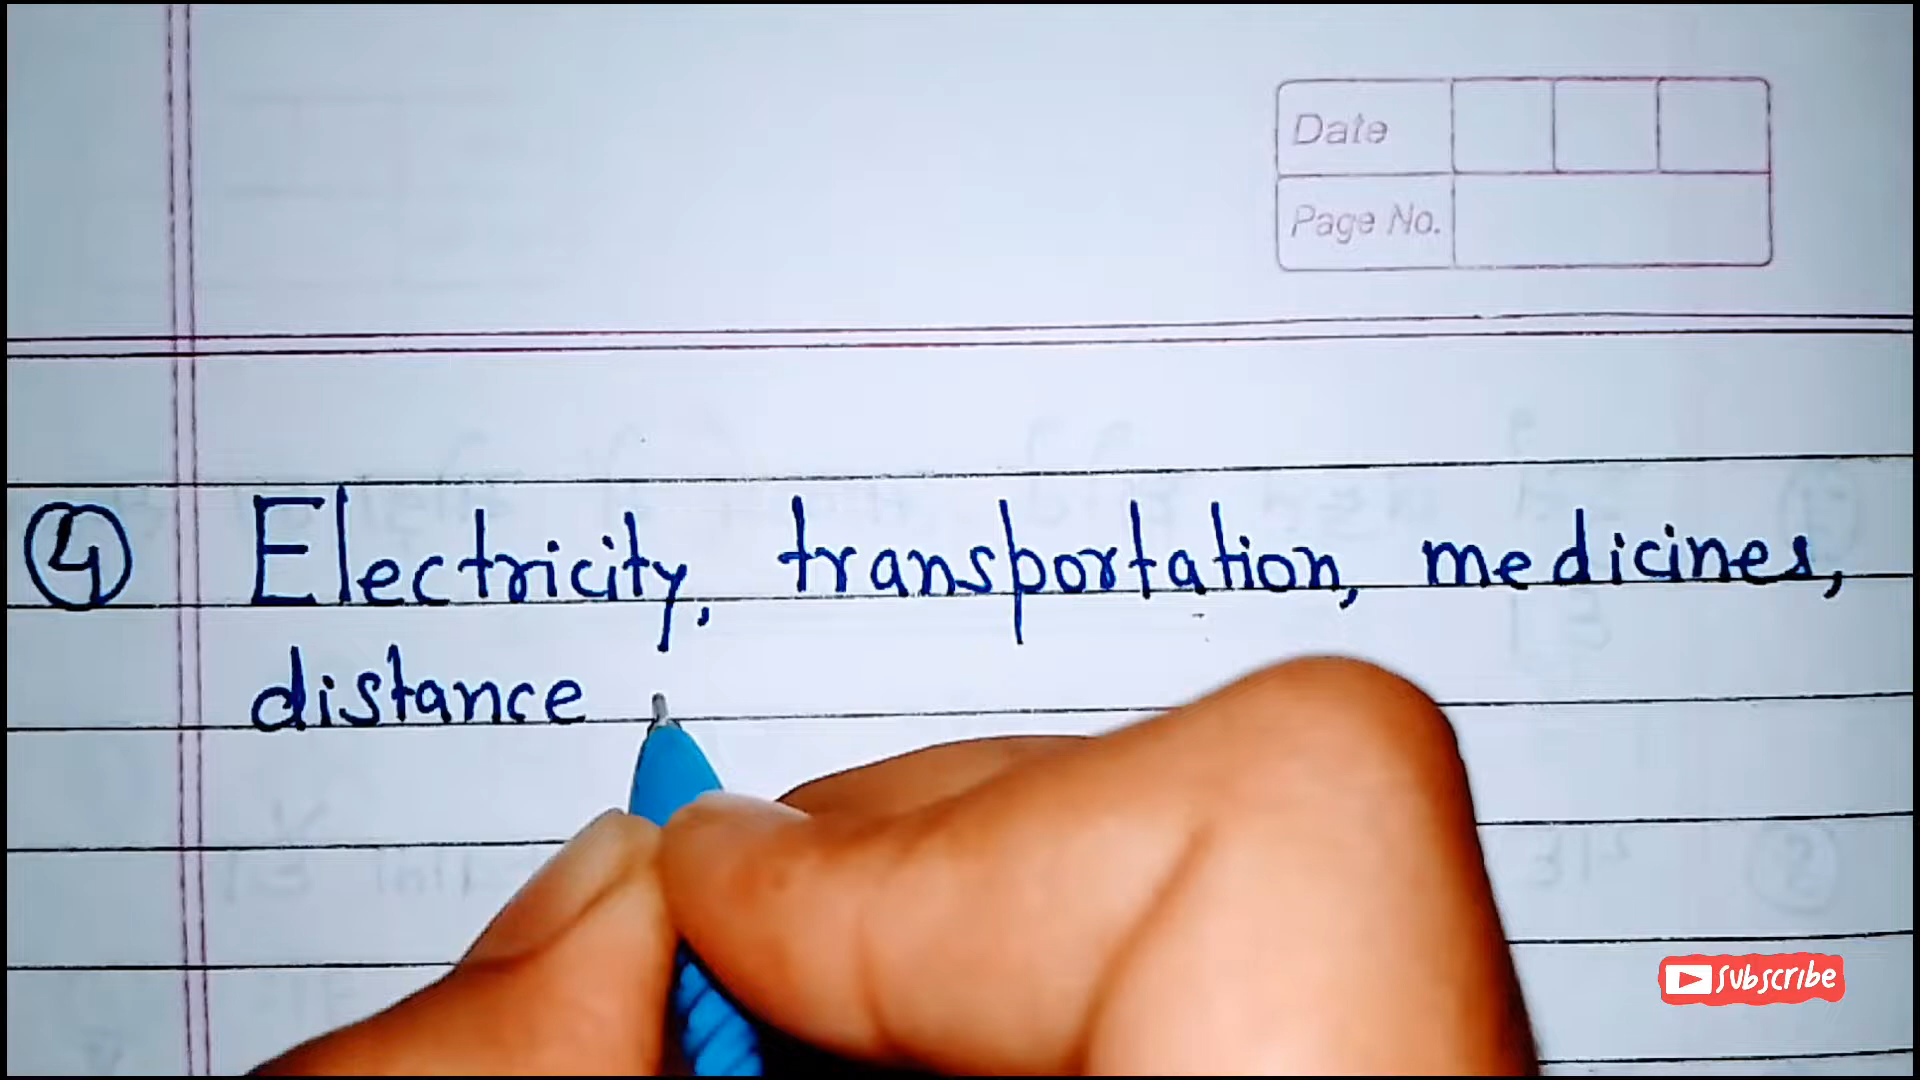 Date
Page No.
④ Electricity, transportation, medicines,
distance
Subscribe